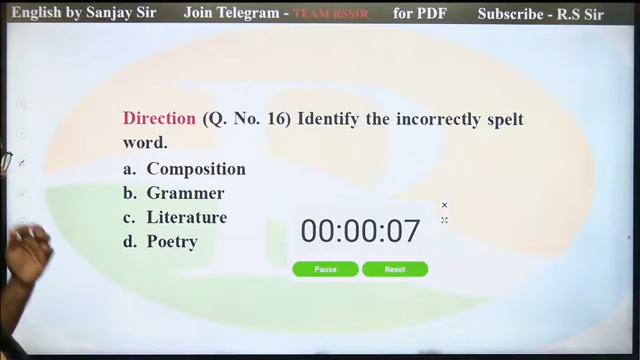 English by Sanjay Sir Join Telegram - TEAM RSSIR for PDF Subscribe - R.S Sir
Direction (Q. No. 16) Identify the incorrectly spelt
word.
a. Composition
b. Grammer
c. Literature
d. Poetry
00:00:07
Pause Reset